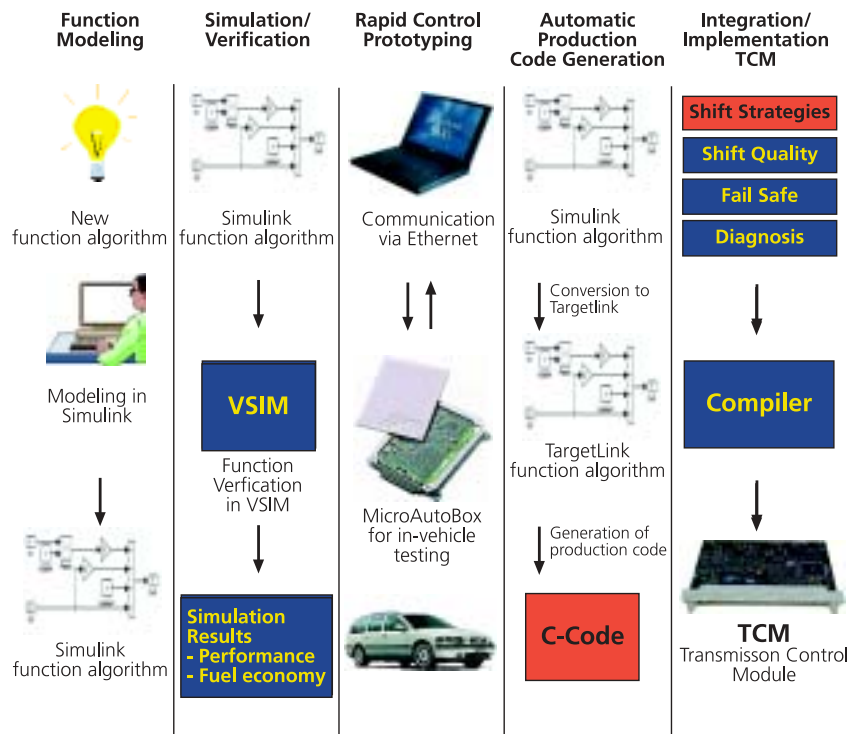 Function
Modeling
New
function algorithm
Modeling in
Simulink
Simulink
function algorithm
Simulation/
Verification
Simulink
function algorithm
VSIM
Function
Verfication
in VSIM
Simulation
Results
- Performance
- Fuel economy
Rapid Control
Prototyping
Communication
via Ethernet
MicroAutoBox
for in-vehicle
testing
Automatic
Production
Code Generation
Simulink
function algorithm
Conversion to
Targetlink
TargetLink
function algorithm
Generation of
production code
C-Code
Integration/
Implementation
TCM
Shift Strategies
Shift Quality
Fail Safe
Diagnosis
Compiler
TCM
Transmisson Control
Module